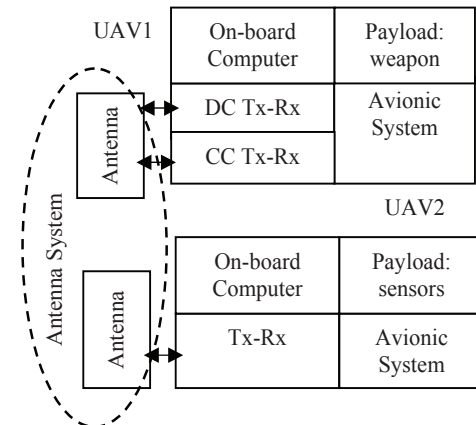 UAV1
On-board
Computer
Payload:
weapon
DC Tx-Rx
CC Tx-Rx
Avionic
System
Antenna
Antenna System
UAV2
On-board
Computer
Payload:
sensors
Antenna
Tx-Rx
Avionic
System